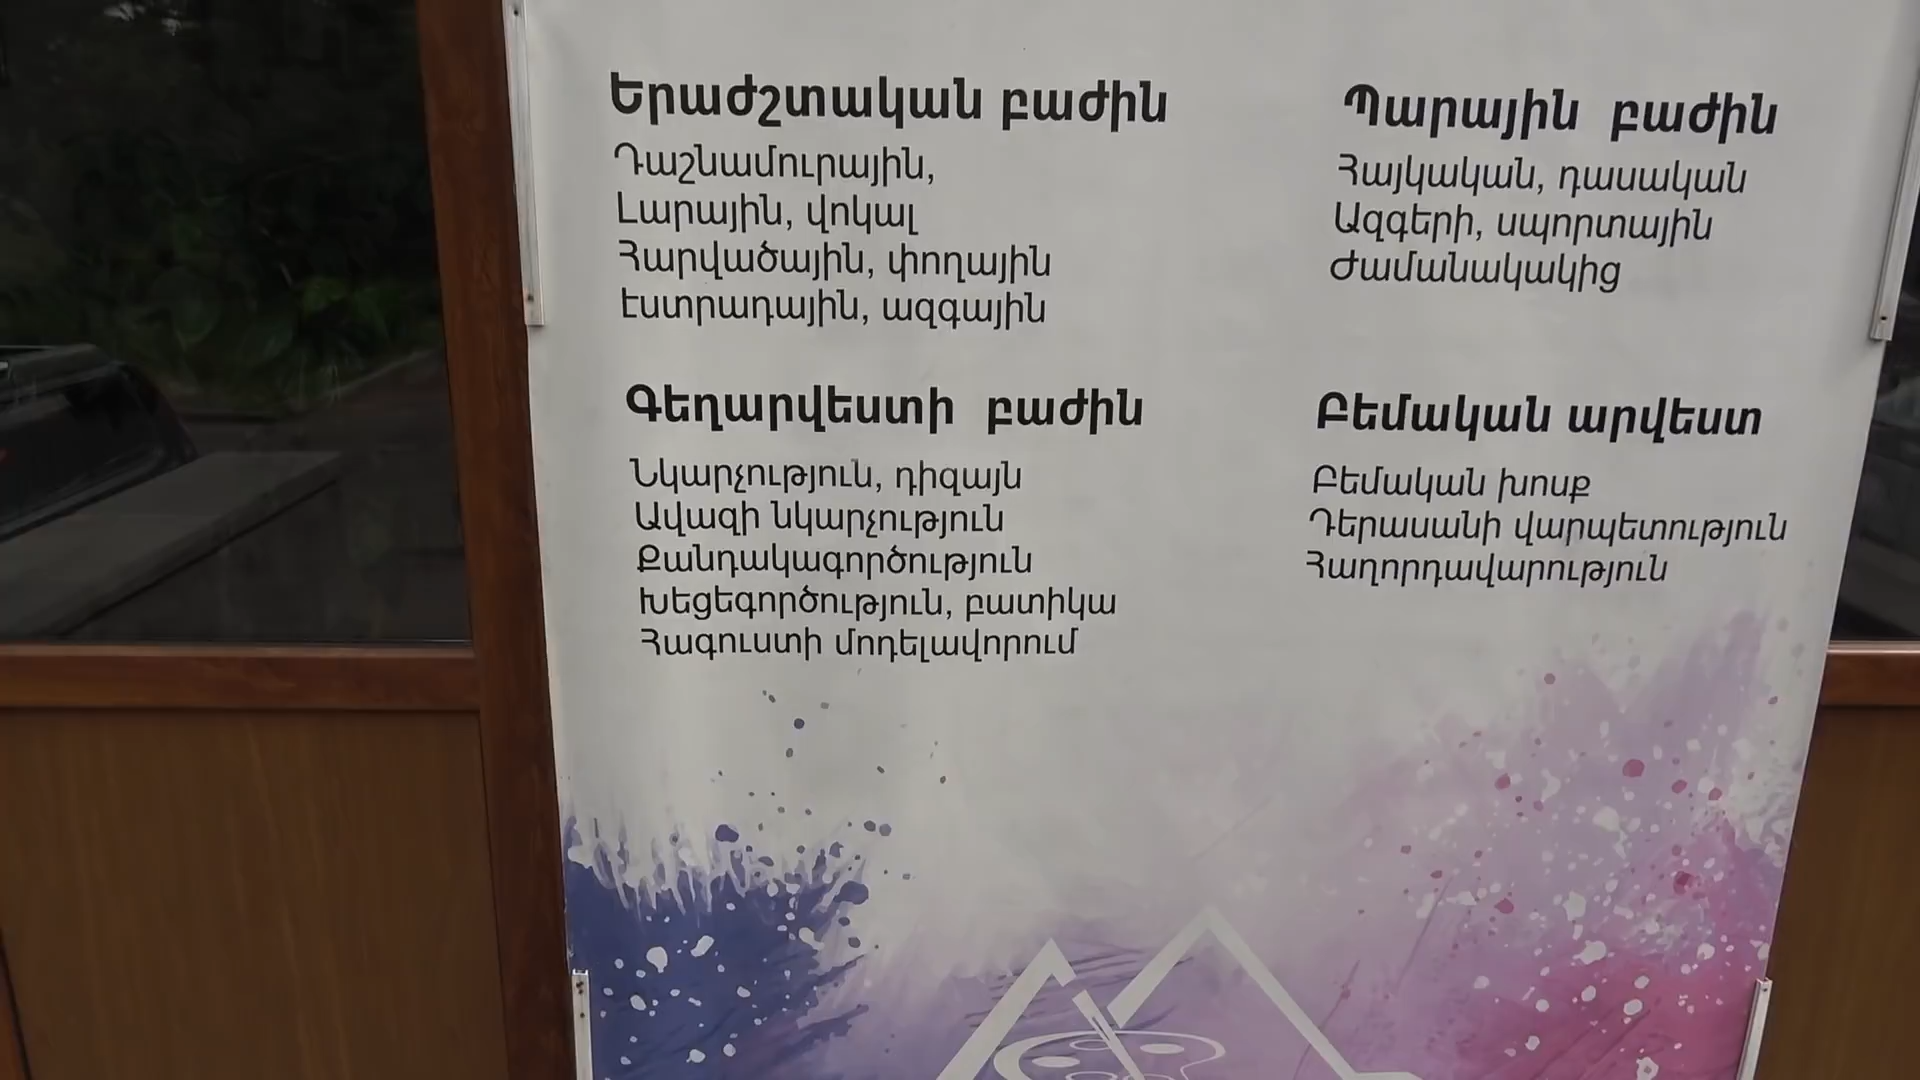 Երաժշտական բաժին
Դաշնամուրային,
Լարային, վոկալ
Հարվածային, փողային
Էստրադային, ազգային
Պարային բաժին
Հայկական, դասական
Ազգերի, սպորտային
Ժամանակակից
Գեղարվեստի բաժին
Նկարչություն, դիզայն
Ավազի նկարչություն
Քանդակագործություն
Խեցեգործություն, բատիկա
Հագուստի մոդելավորում
Բեմական արվեստ
Բեմական խոսք
Դերասանի վարպետություն
Հաղորդավարություն